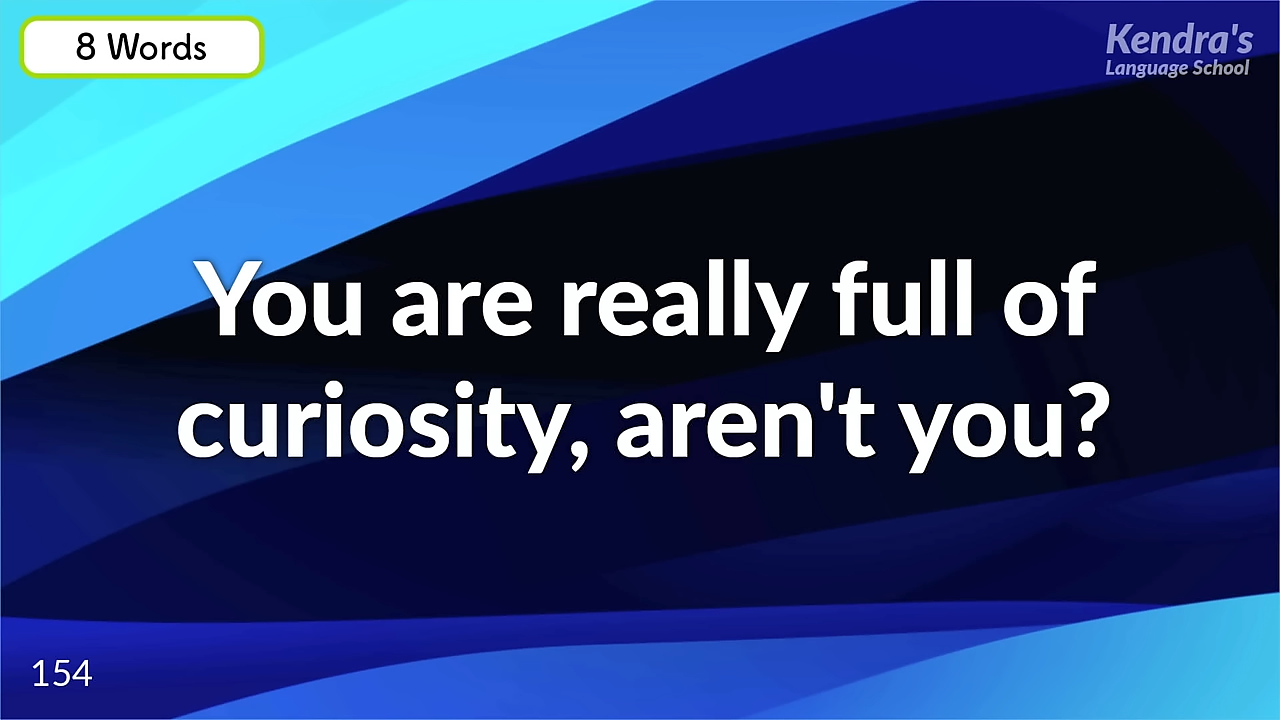 8 Words
Kendra's
Language School
You are really full of
curiosity, aren't you?
154